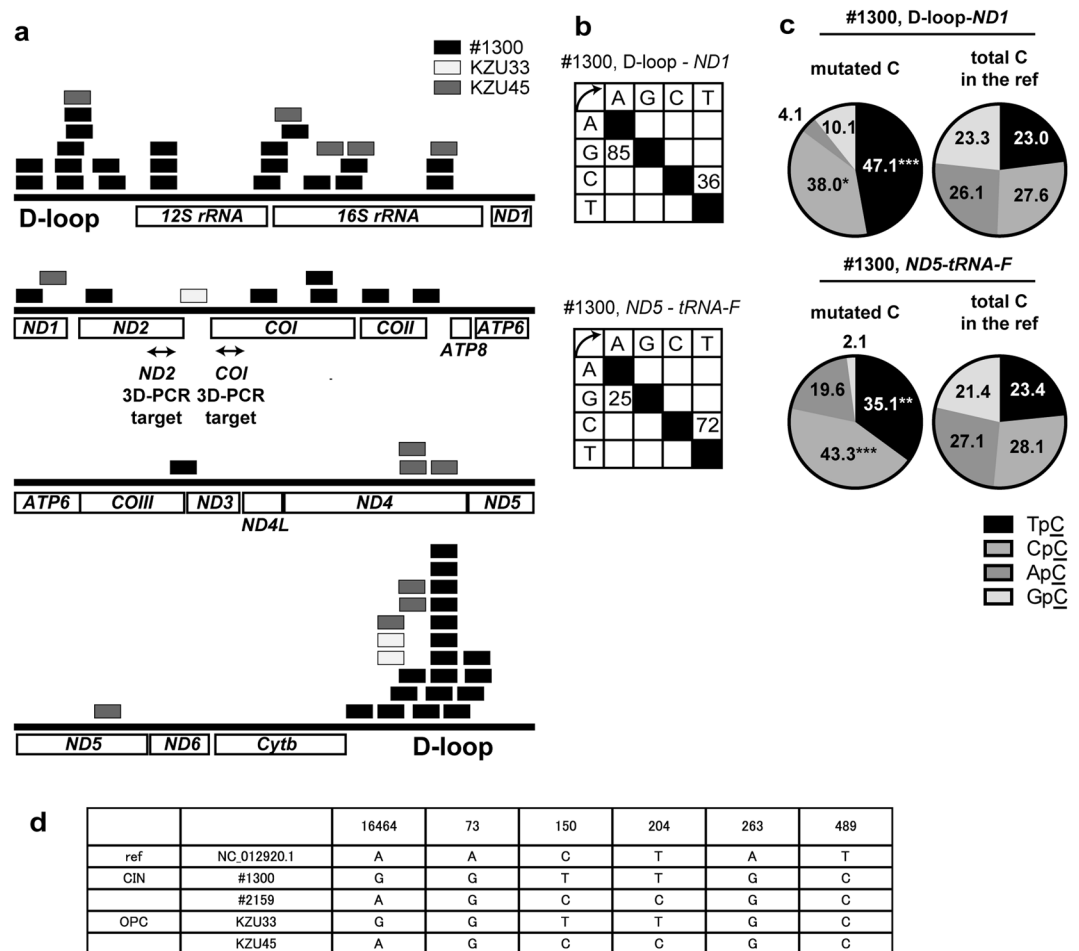 a
#1300
KZU33
KZU45
D-loop
12S rRNA 16S rRNA ND1
ND1 ND2 COI COII ATP6
ATP8
ND2 COI
3D-PCR 3D-PCR
target target
ATP6 COIII ND3 ND4 ND5
ND4L
ND5 ND6 Cytb
D-loop
b
#1300, D-loop - ND1
A G C T
A
G 85
C 36
T
#1300, ND5 - tRNA-F
A G C T
A
G 25
C 72
T
c
#1300, D-loop-ND1
mutated C
total C
in the ref
4.1
10.1
47.1***
38.0*
23.3
23.0
26.1
27.6
#1300, ND5-tRNA-F
mutated C
total C
in the ref
2.1
19.6
35.1**
43.3***
21.4
23.4
27.1
28.1
TpC
CpC
ApC
GpC
d
16464 73 150 204 263 489
ref NC_012920.1 A A C T A T
CIN #1300 G G T T G C
#2159 A G C C G C
OPC KZU33 G G T T G C
KZU45 A G C C G C